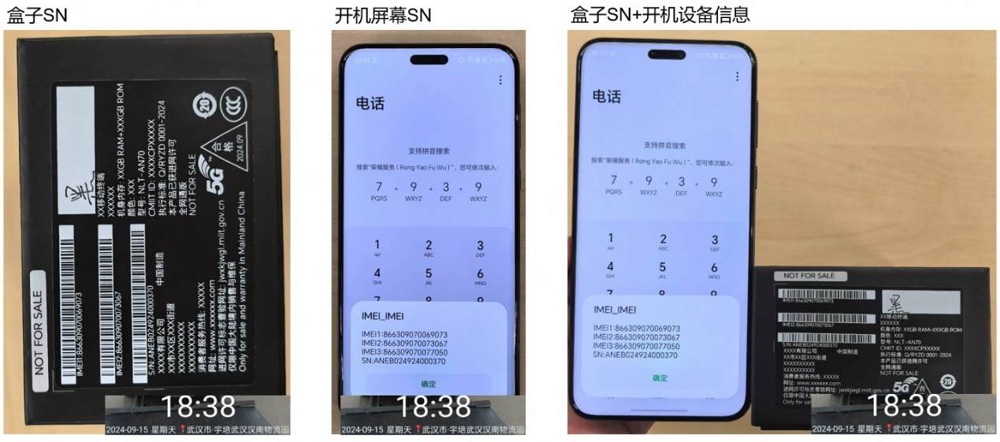 盒子SN
开机屏幕SN
盒子SN+开机设备信息
XX移动终端
XXXXXX
机身内存: XXGB RAM+XXXGB ROM
颜色: XXX
型号: NLT-AN70
CMIIT ID: XXXXCPXXXXX
执行标准: Q/RYZD 0001-2024
本产品已获进网许可
全网通版
NOT FOR SALE
20
CCC
5G™
合格
2024.09
NOT FOR SALE
IMEI1:866309070069073
IMEI2:866309070073067
S/N:ANEB024924000370
XXXX有限公司 中国制造
XX市XX区XXX街道
XXXXXXXXXX
XXXXXXXXXX
消费者服务热线: XXXXX
网址: www.xxxxxx.com
进网许可标志查验网址: jwxkjwgl.miit.gov.cn
仅限中国大陆境内销售与维保
Only for sale and warranty in Mainland China
18:38
2024-09-15 星期天 武汉市·宇培武汉汉南物流园
20:06
电话
支持拼音搜索
搜索"荣耀服务 ( Rong Yao Fu Wu ) "、您可依次输入:
7 + 9 + 3 + 9
PQRS WXYZ DEF WXYZ
1 2 3
ABC DEF
4 5 6
GHI JKL MNO
7 8 9
IMEI_IMEI
IMEI1:866309070069073
IMEI2:866309070073067
IMEI3:866309070077050
SN:ANEB024924000370
确定
18:38
2024-09-15 星期天 武汉市·宇培武汉汉南物流园
20:07
电话
支持拼音搜索
搜索"荣耀服务 ( Rong Yao Fu Wu ) "、您可依次输入:
7 + 9 + 3 + 9
PQRS WXYZ DEF WXYZ
1 2 3
ABC DEF
4 5 6
GHI JKL MNO
7 8 9
IMEI_IMEI
IMEI1:866309070069073
IMEI2:866309070073067
IMEI3:866309070077050
SN:ANEB024924000370
确定
NOT FOR SALE
IMEI1:866309070069073
IMEI2:866309070073067
S/N:ANEB024924000370
XXXX有限公司 中国制造
XX市XX区XXX街道
XXXXXXXXXX
XXXXXXXXXX
消费者服务热线: XXXXX
网址: www.xxxxxx.com
进网许可标志查验网址: jwxkjwgl.miit.gov.cn
仅限中国大
Only for sal
XX移动终端
XXXXXX
机身内存: XXGB RAM+XXXGB ROM
颜色: XXX
型号: NLT-AN70
CMIIT ID: XXXXCPXXXXX
执行标准: Q/RYZD 0001-2024
本产品已获进网许可
全网通版
NOT FOR SALE
5G
合
20
18:38
2024-09-15 星期天 武汉市·宇培武汉汉南物流园